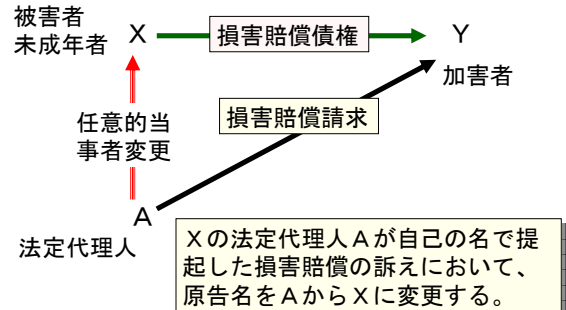 被害者
未成年者
X
損害賠償債権
Y
加害者
任意的当
事者変更
損害賠償請求
A
法定代理人
Xの法定代理人Aが自己の名で提
起した損害賠償の訴えにおいて、
原告名をAからXに変更する。